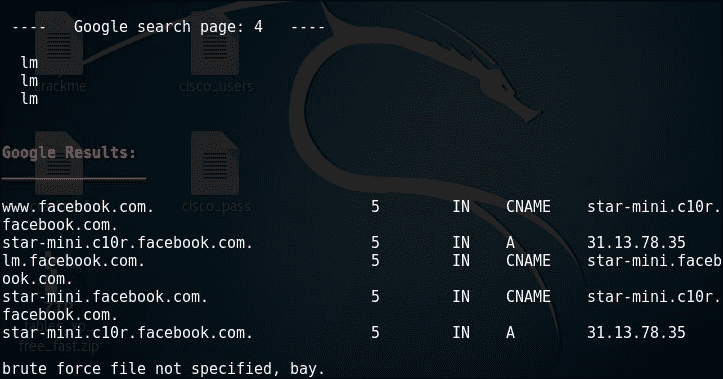 ----   Google search page: 4   ----
lm
lm
lm
crackme
cisco_users
Google Results:
cisco_pass
www.facebook.com. 5 IN CNAME star-mini.c10r.
facebook.com.
star-mini.c10r.facebook.com. 5 IN A 31.13.78.35
lm.facebook.com. 5 IN CNAME star-mini.faceb
ook.com.
star-mini.facebook.com. 5 IN CNAME star-mini.c10r.
facebook.com.
star-mini.c10r.facebook.com. 5 IN A 31.13.78.35
free_fast.zip
brute force file not specified, bay.